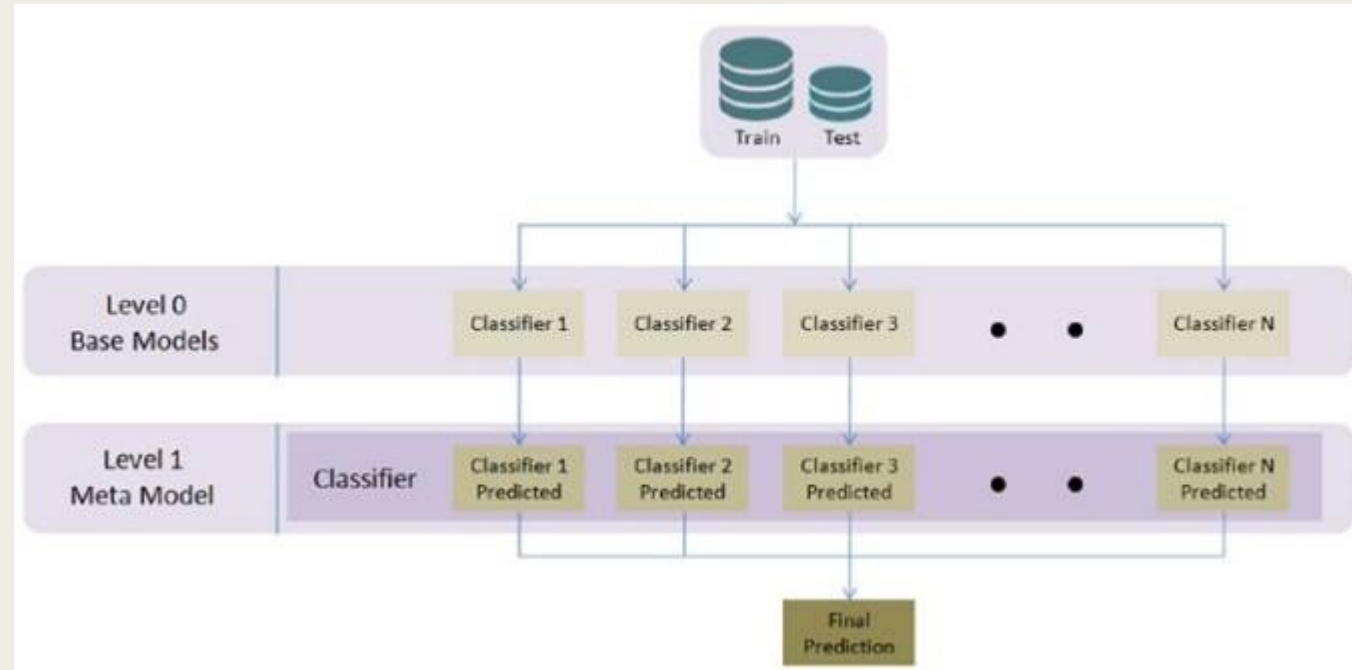 Train Test
Level 0
Base Models
Classifier 1 Classifier 2 Classifier 3 Classifier N
Level 1
Meta Model
Classifier
Classifier 1
Predicted
Classifier 2
Predicted
Classifier 3
Predicted
Classifier N
Predicted
Final
Prediction